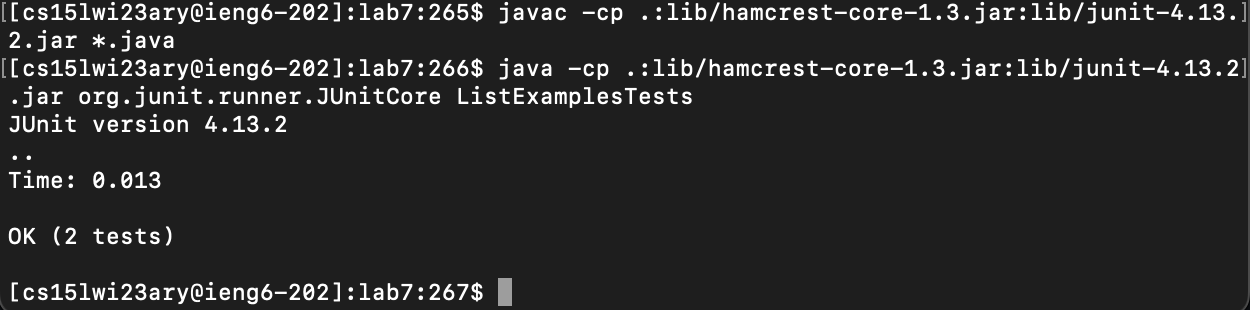 [[cs15lwi23ary@ieng6-202]:lab7:265$ javac -cp .:lib/hamcrest-core-1.3.jar:lib/junit-4.13.]
2.jar *.java
[[cs15lwi23ary@ieng6-202]:lab7:266$ java -cp .:lib/hamcrest-core-1.3.jar:lib/junit-4.13.2]
.jar org.junit.runner.JUnitCore ListExamplesTests
JUnit version 4.13.2
..
Time: 0.013
OK (2 tests)
[cs15lwi23ary@ieng6-202]:lab7:267$